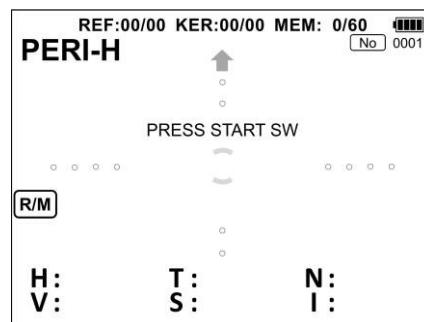 REF:00/00 KER:00/00 MEM: 0/60
PERI-H No 0001
PRESS START SW
R/M
H: T: N:
V: S: I: